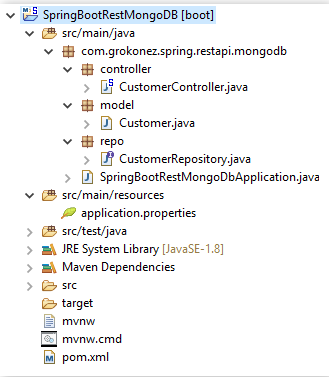 SpringBootRestMongoDB [boot]
src/main/java
com.grokonez.spring.restapi.mongodb
controller
CustomerController.java
model
Customer.java
repo
CustomerRepository.java
SpringBootRestMongoDbApplication.java
src/main/resources
application.properties
src/test/java
JRE System Library [JavaSE-1.8]
Maven Dependencies
src
target
mvnw
mvnw.cmd
pom.xml